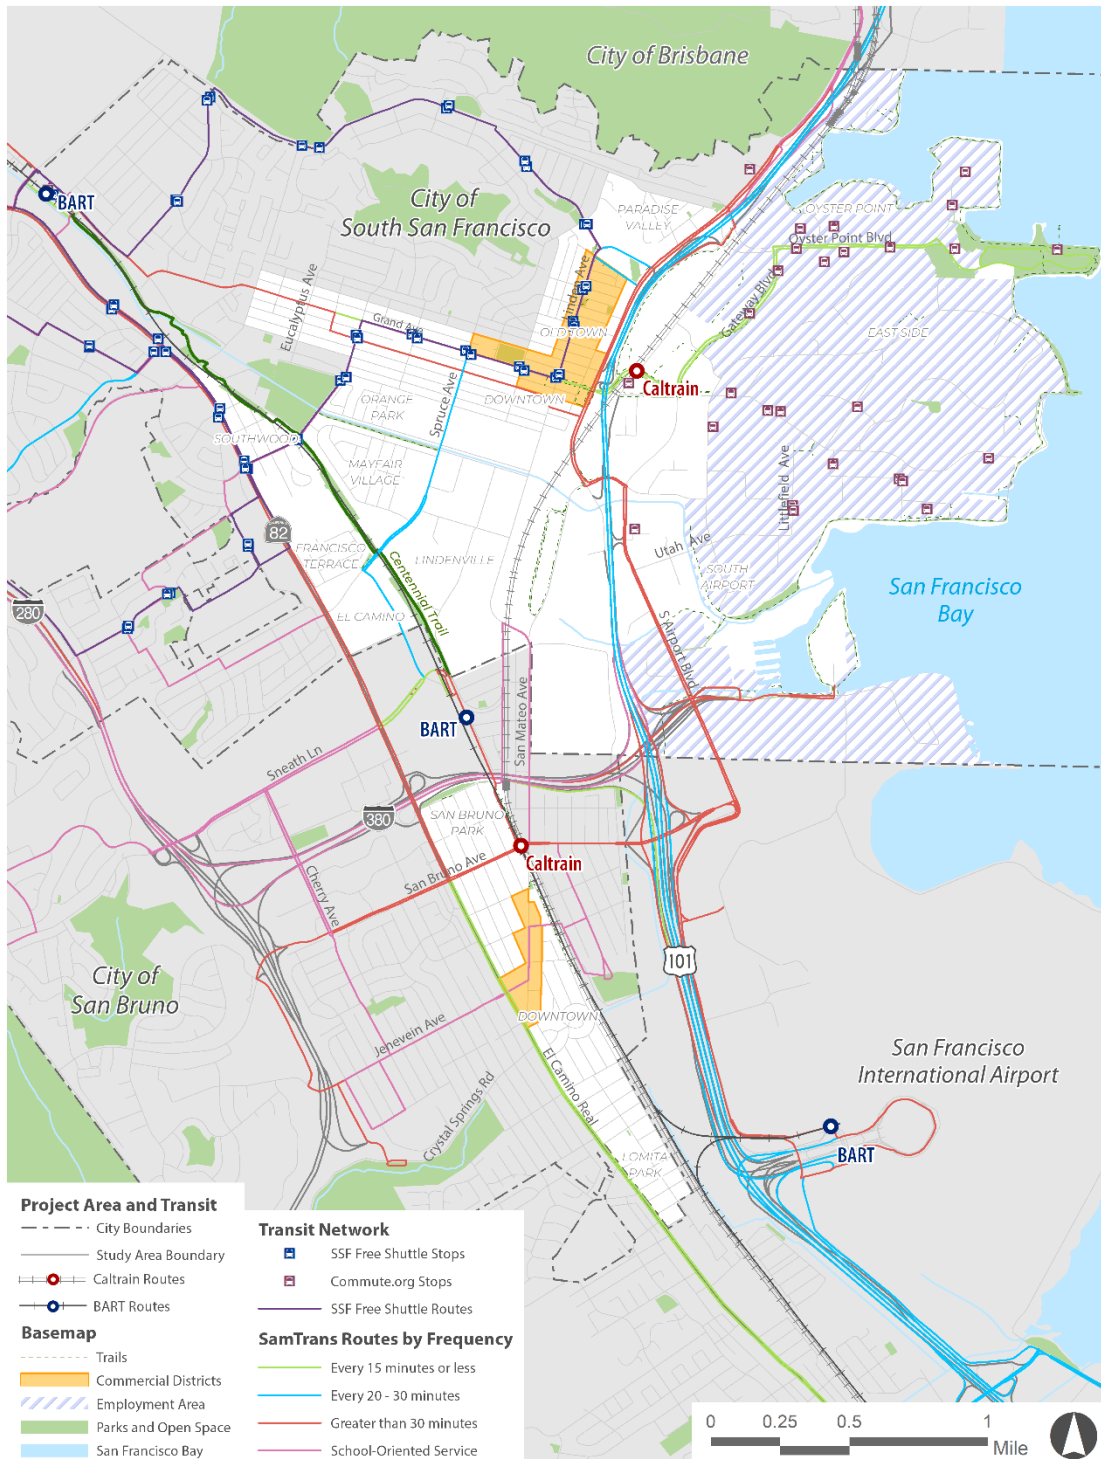 City of Brisbane
BART
City of
South San Francisco
PARADISE
VALLEY
OYSTER POINT
Oyster Point Blvd
Eucalyptus Ave
Linden Ave
Gateway Blvd
Grand Ave
OLD TOWN
EAST SIDE
Caltrain
Spruce Ave
ORANGE
PARK
DOWNTOWN
SOUTHWOOD
MAYFAIR
VILLAGE
Littlefield Ave
82
FRANCISCO
TERRACE
LINDENVILLE
Utah Ave
Centennial Trail
SOUTH
AIRPORT
San Francisco
Bay
280
EL CAMINO
S Airport Blvd
BART
San Mateo Ave
Sneath Ln
380
SAN BRUNO
PARK
Caltrain
San Bruno Ave
Cherry Ave
101
City of
San Bruno
DOWNTOWN
Jenevein Ave
San Francisco
International Airport
El Camino Real
Crystal Springs Rd
BART
LOMITA
PARK
Project Area and Transit
City Boundaries
Study Area Boundary
Caltrain Routes
BART Routes
Basemap
Trails
Commercial Districts
Employment Area
Parks and Open Space
San Francisco Bay
Transit Network
SSF Free Shuttle Stops
Commute.org Stops
SSF Free Shuttle Routes
SamTrans Routes by Frequency
Every 15 minutes or less
Every 20 - 30 minutes
Greater than 30 minutes
School-Oriented Service
0 0.25 0.5 1
Mile